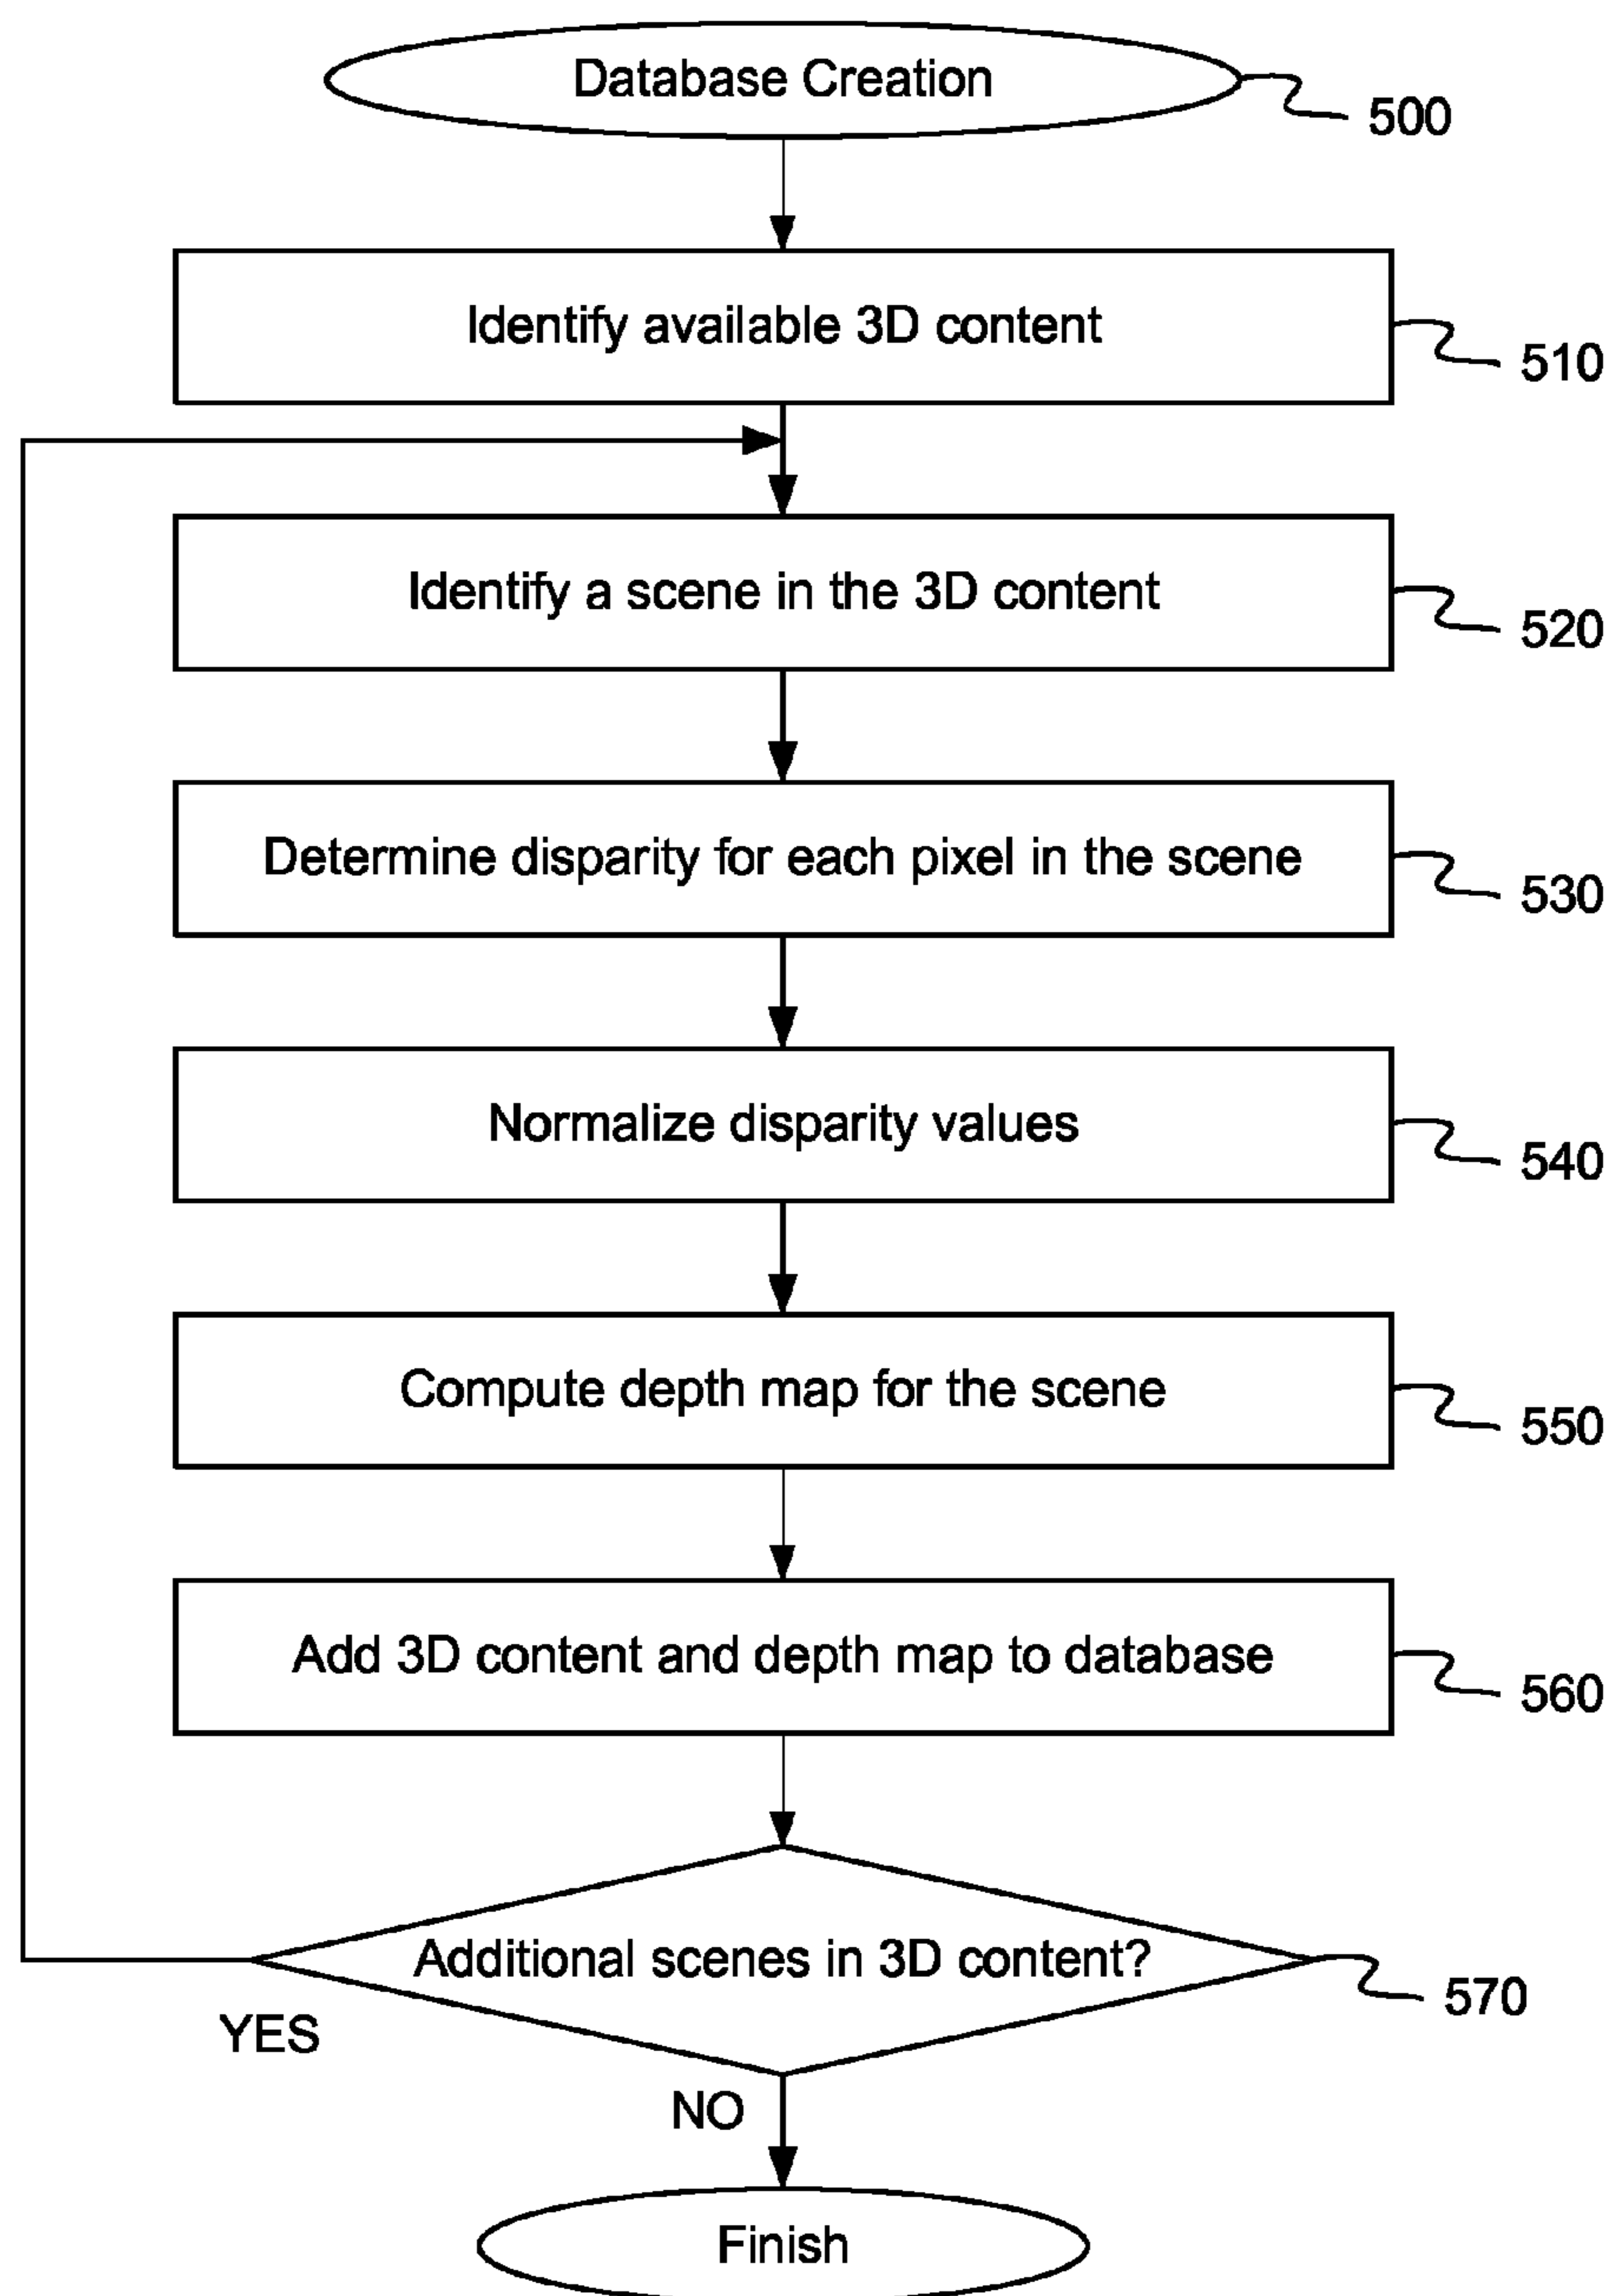 Database Creation
500
Identify available 3D content
510
Identify a scene in the 3D content
520
Determine disparity for each pixel in the scene
530
Normalize disparity values
540
Compute depth map for the scene
550
Add 3D content and depth map to database
560
Additional scenes in 3D content?
570
YES
NO
Finish